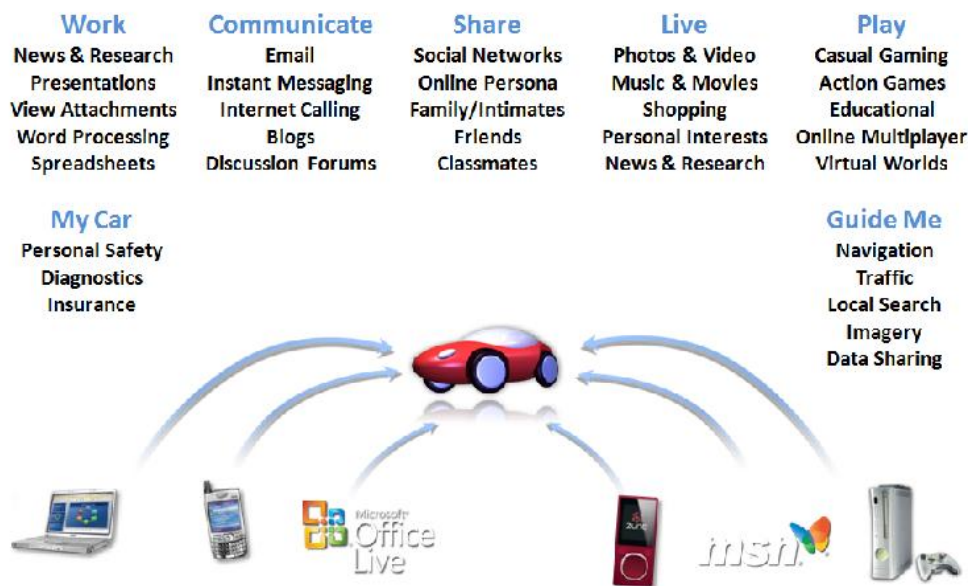 Work
News & Research
Presentations
View Attachments
Word Processing
Spreadsheets
Communicate
Email
Instant Messaging
Internet Calling
Blogs
Discussion Forums
Share
Social Networks
Online Persona
Family/Intimates
Friends
Classmates
Live
Photos & Video
Music & Movies
Shopping
Personal Interests
News & Research
Play
Casual Gaming
Action Games
Educational
Online Multiplayer
Virtual Worlds
My Car
Personal Safety
Diagnostics
Insurance
Guide Me
Navigation
Traffic
Local Search
Imagery
Data Sharing
Microsoft®
Office
Live
zune
msn